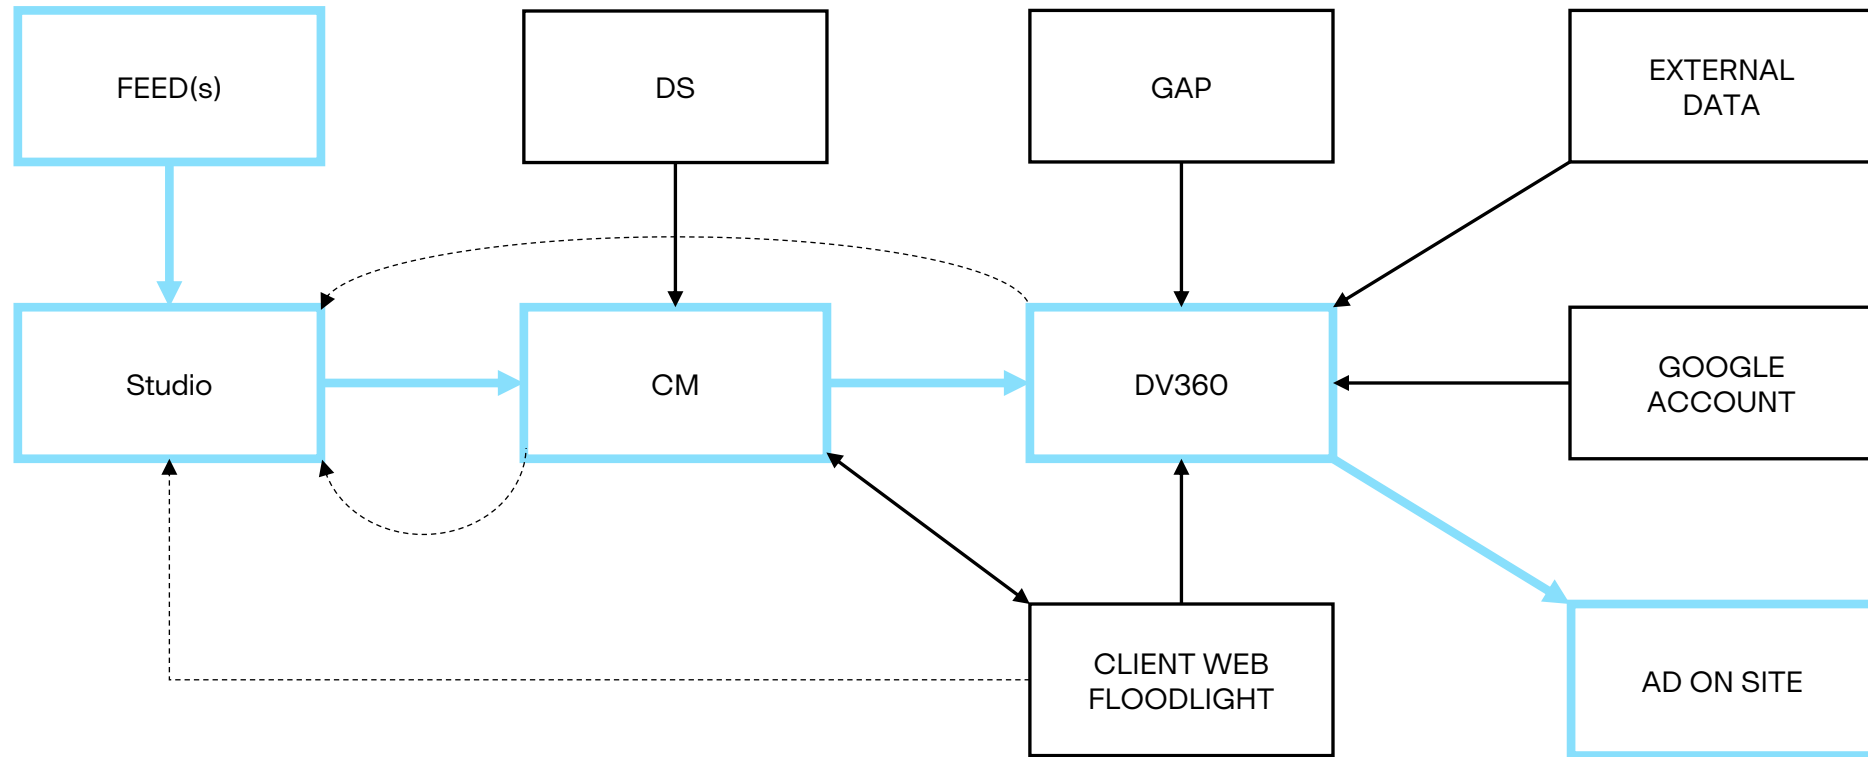 FEED(s)
DS
GAP
EXTERNAL
DATA
Studio
CM
DV360
GOOGLE
ACCOUNT
CLIENT WEB
FLOODLIGHT
AD ON SITE